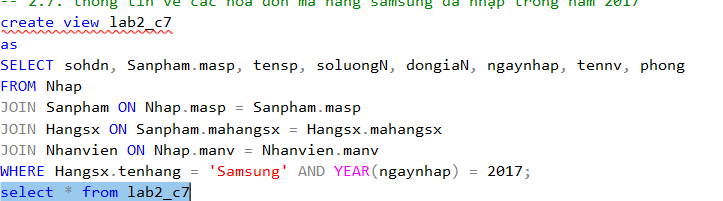 -- 2.7. thông tin về các hóa đơn mà hãng samsung đã nhập trong năm 2017
create view lab2_c7
as
SELECT sohdn, Sanpham.masp, tensp, soluongN, dongiaN, ngaynhap, tennv, phong
FROM Nhap
JOIN Sanpham ON Nhap.masp = Sanpham.masp
JOIN Hangsx ON Sanpham.mahangsx = Hangsx.mahangsx
JOIN Nhanvien ON Nhap.manv = Nhanvien.manv
WHERE Hangsx.tenhang = 'Samsung' AND YEAR(ngaynhap) = 2017;
select * from lab2_c7